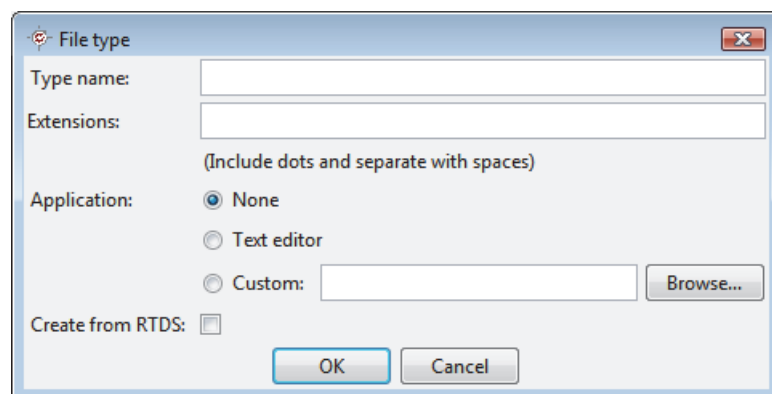 File type
Type name:
Extensions:
(Include dots and separate with spaces)
Application: None
Text editor
Custom: Browse...
Create from RTDS:
OK Cancel